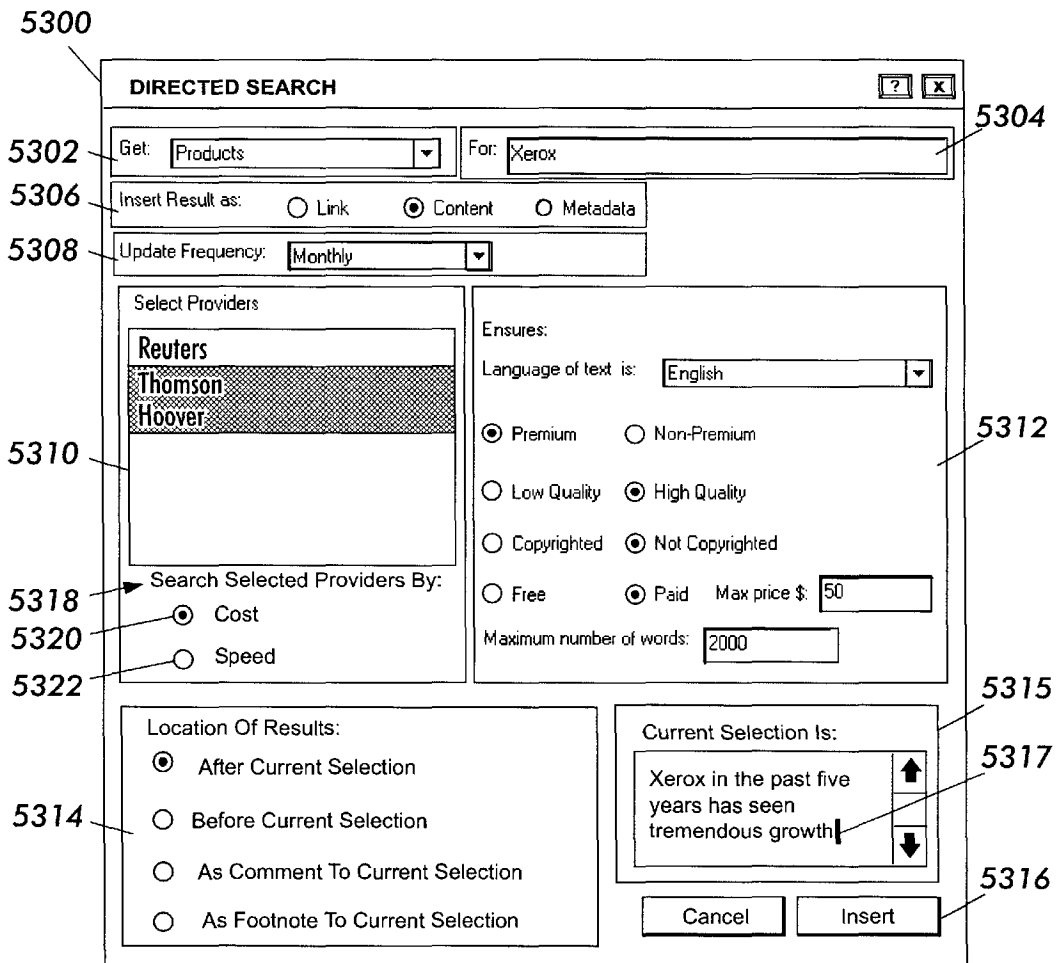 5300
DIRECTED SEARCH
? X
5304
5302
Get: Products
For: Xerox
5306
Insert Result as: Link Content Metadata
5308
Update Frequency: Monthly
Select Providers
Reuters
Thomson
Hoover
5310
Search Selected Providers By:
5318
Cost
5320
Speed
5322
Ensures:
Language of text is: English
Premium Non-Premium
5312
Low Quality High Quality
Copyrighted Not Copyrighted
Free Paid Max price $: 50
Maximum number of words: 2000
Location Of Results:
After Current Selection
5314
Before Current Selection
As Comment To Current Selection
As Footnote To Current Selection
5315
Current Selection Is:
5317
Xerox in the past five
years has seen
tremendous growth
5316
Cancel Insert